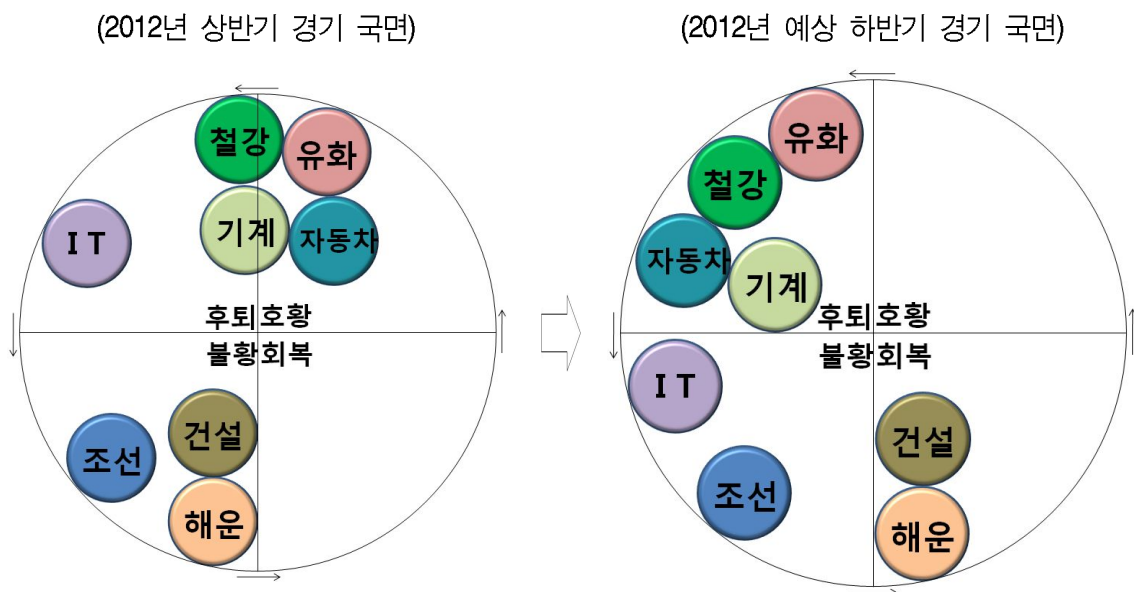 (2012년 상반기 경기 국면)
철강
유화
기계
자동차
I T
후퇴호황
불황회복
건설
조선
해운
(2012년 예상 하반기 경기 국면)
유화
철강
자동차
기계
후퇴호황
불황회복
I T
건설
조선
해운